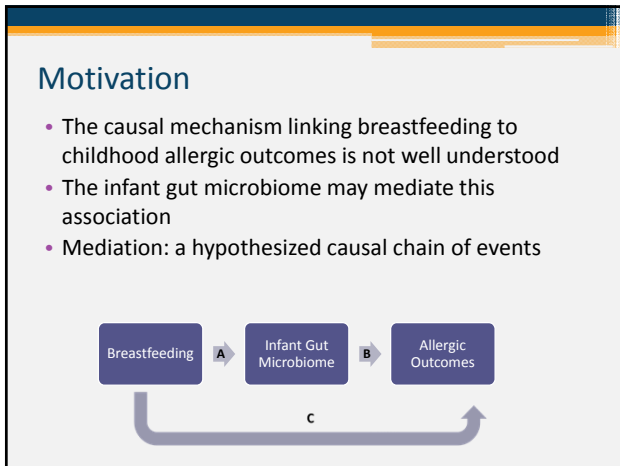 Motivation
• The causal mechanism linking breastfeeding to
childhood allergic outcomes is not well understood
• The infant gut microbiome may mediate this
association
• Mediation: a hypothesized causal chain of events
Breastfeeding
A
Infant Gut
Microbiome
B
Allergic
Outcomes
C